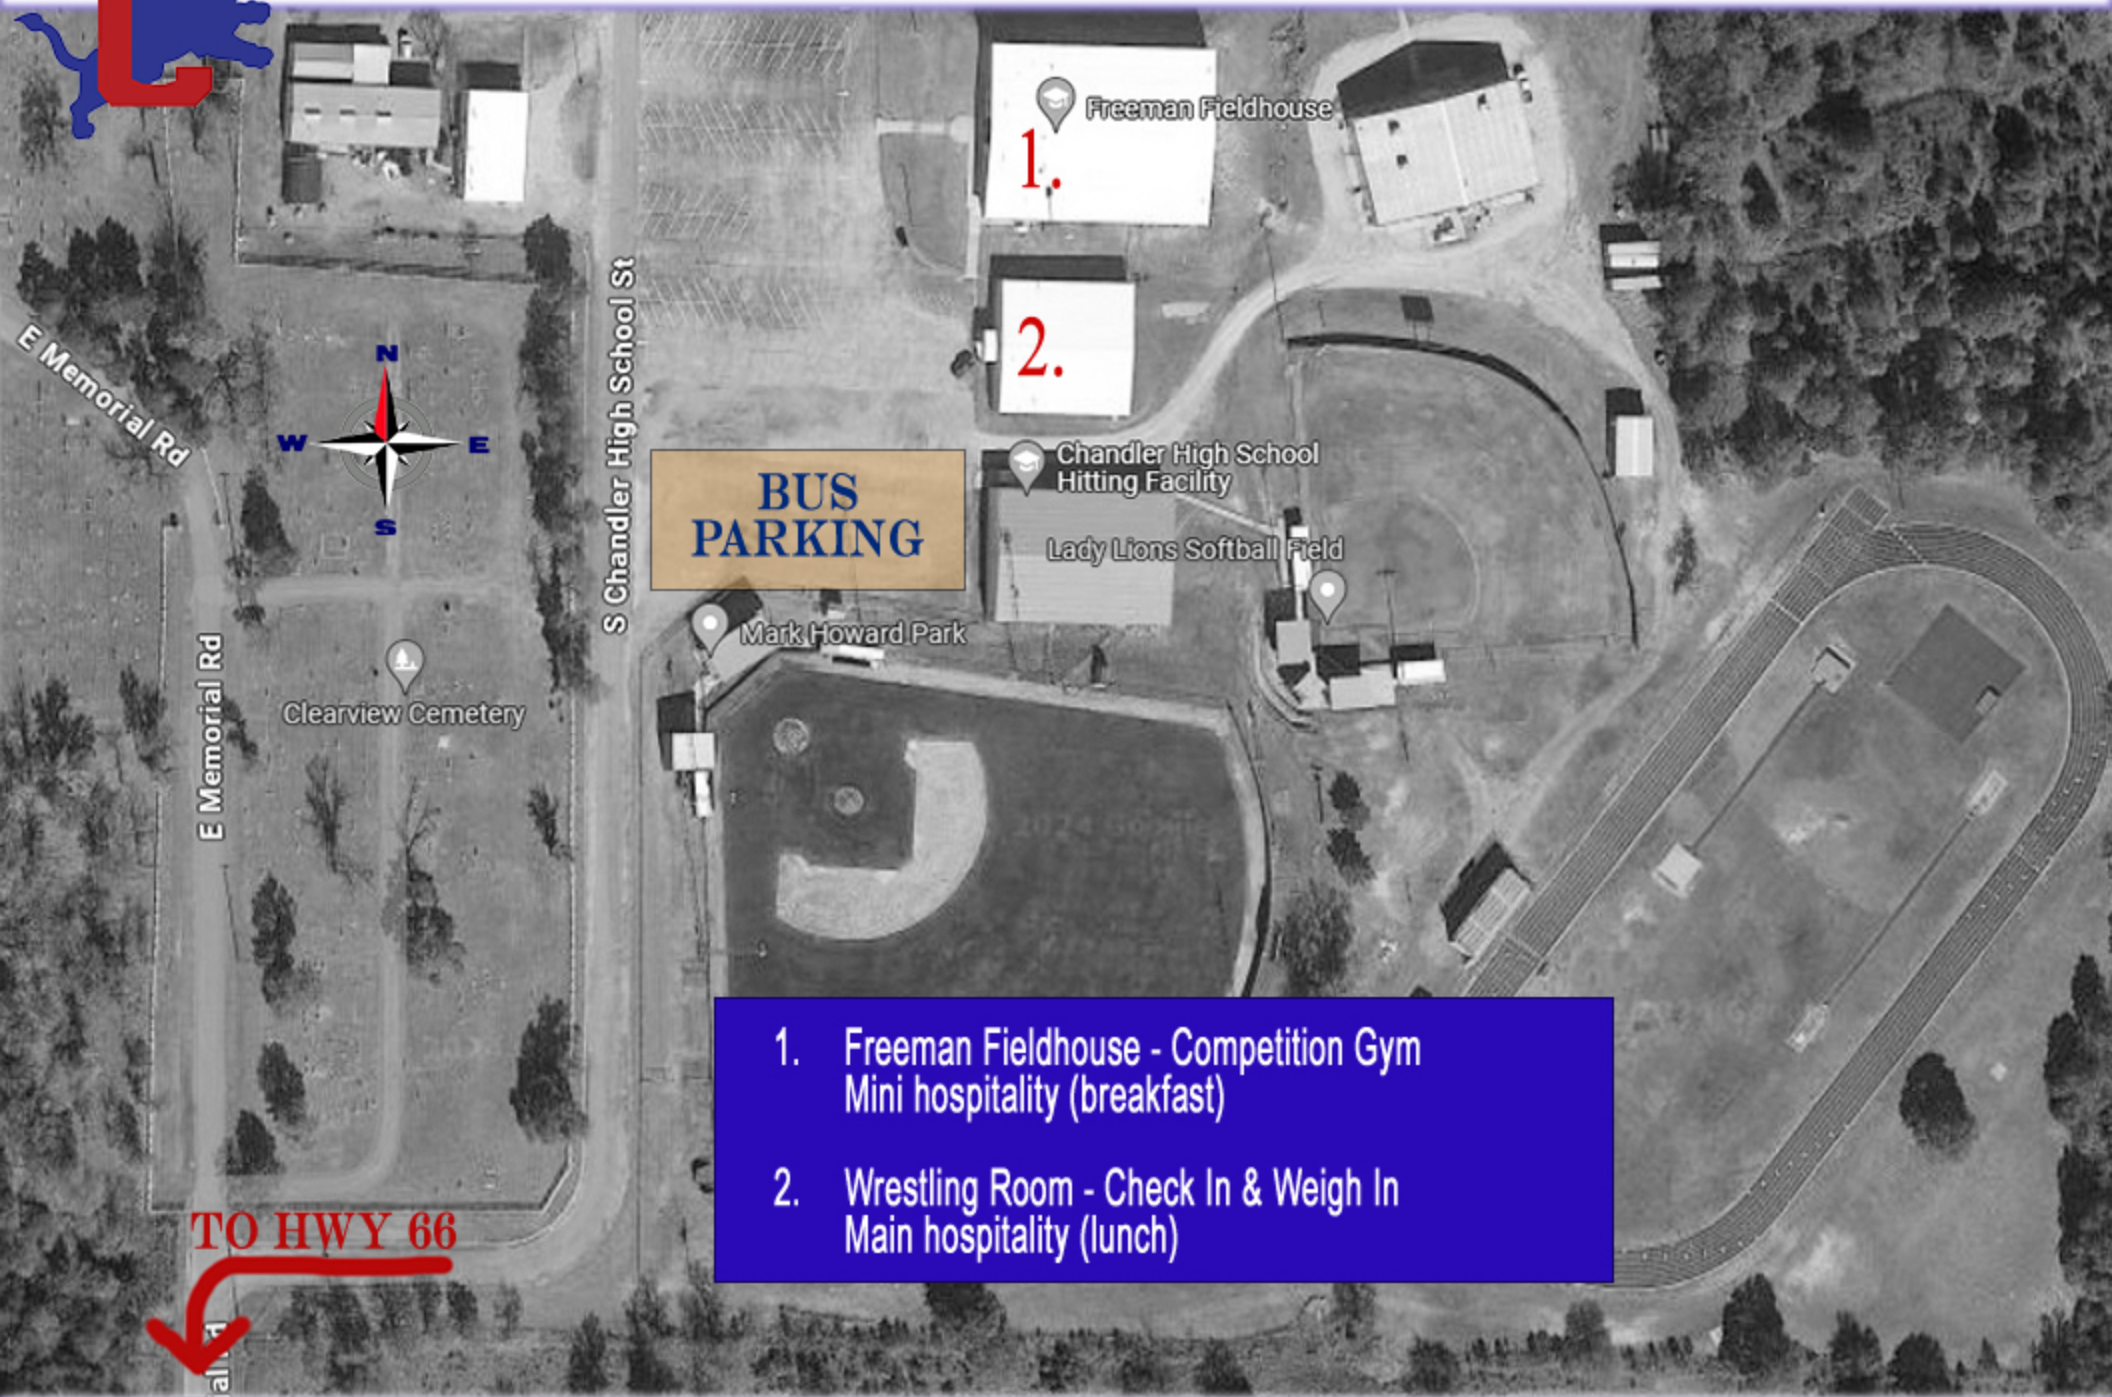 L
Freeman Fieldhouse
1.
2.
S Chandler High School St
E Memorial Rd
N
W
E
S
Chandler High School
Hitting Facility
BUS
PARKING
Lady Lions Softball Field
Mark Howard Park
Clearview Cemetery
E Memorial Rd
1. Freeman Fieldhouse - Competition Gym
Mini hospitality (breakfast)
2. Wrestling Room - Check In & Weigh In
Main hospitality (lunch)
TO HWY 66